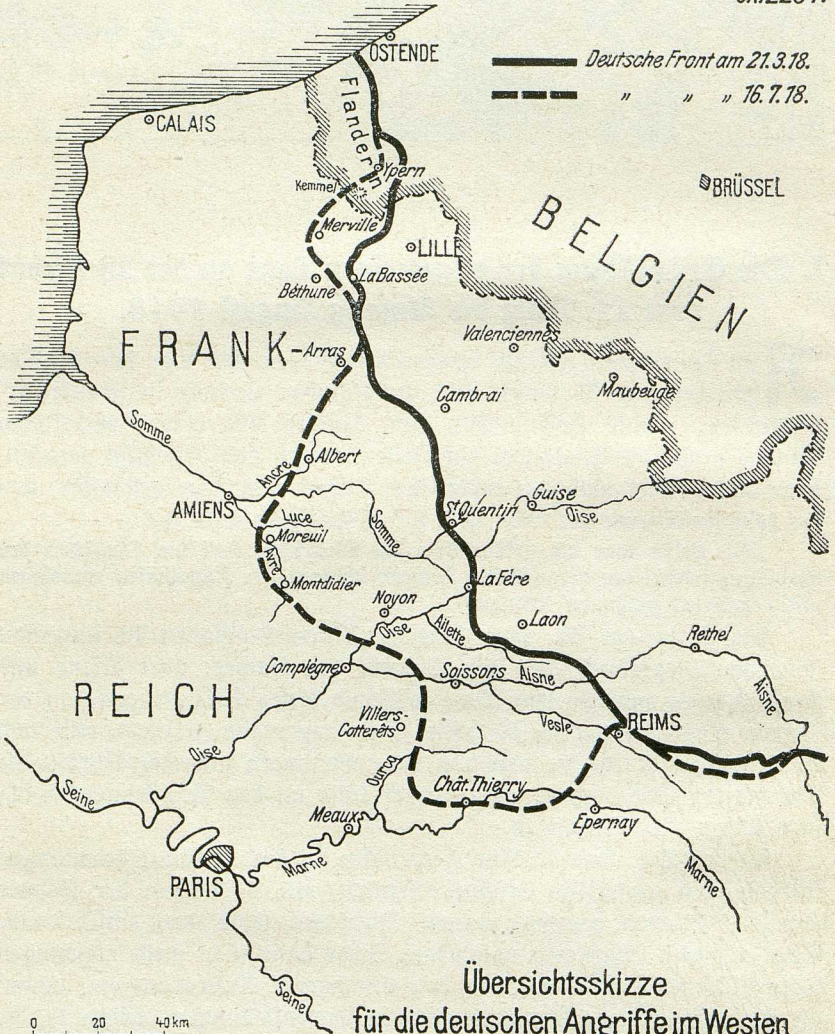 OSTENDE
Deutsche Front am 21.3.18.
" " " 16.7.18.
CALAIS
Flandern
Ypern
Kemmel
BRÜSSEL
Merville
LILLE
BELGIEN
La Bassée
Béthune
Valenciennes
FRANK-
Arras
Maubeuge
Cambrai
Somme
Albert
Ancre
Guise
AMIENS
St Quentin
Oise
Luce
Somme
Moreuil
Avre
Montdidier
La Fére
Noyon
Oise
Ailette
Laon
Rethel
Complègne
Soissons
Aisne
Aisne
REICH
Villers-
Cotterêts
Vesle
REIMS
Oise
Ourcq
Seine
Chât. Thierry
Meaux
Epernay
Marne
Marne
PARIS
Seine
Übersichtsskizze
0 20 40 km
für die deutschen Angriffe im Westen